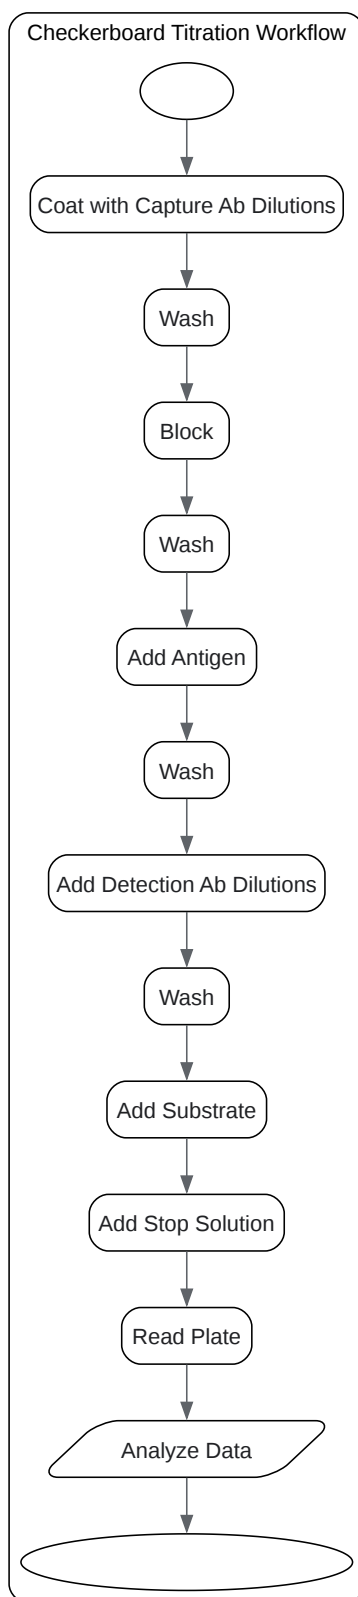 Checkerboard Titration Workflow
Coat with Capture Ab Dilutions
Wash
Block
Wash
Add Antigen
Wash
Add Detection Ab Dilutions
Wash
Add Substrate
Add Stop Solution
Read Plate
Analyze Data